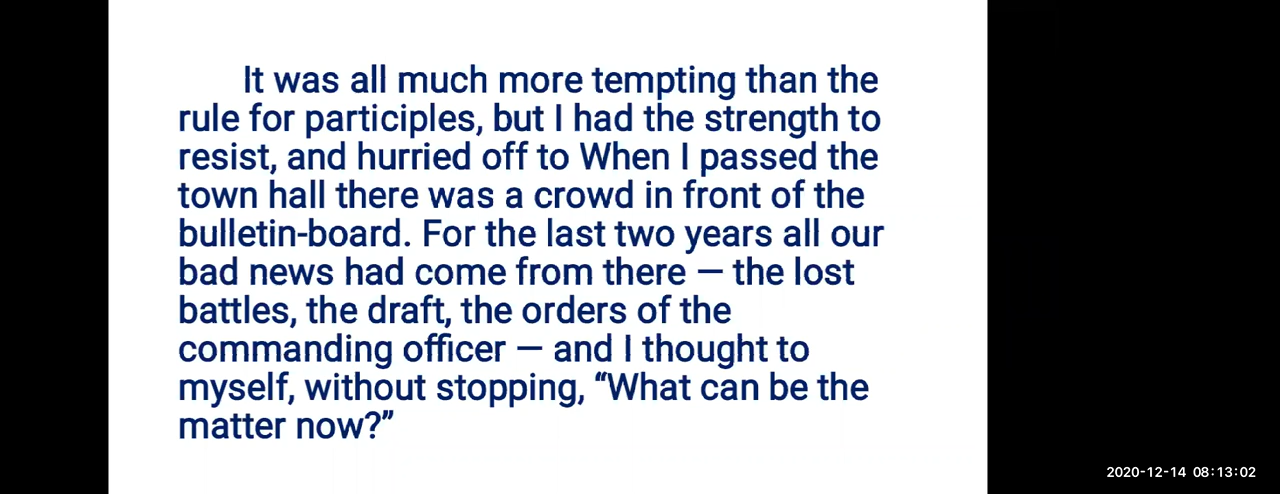 It was all much more tempting than the
rule for participles, but I had the strength to
resist, and hurried off to When I passed the
town hall there was a crowd in front of the
bulletin-board. For the last two years all our
bad news had come from there — the lost
battles, the draft, the orders of the
commanding officer — and I thought to
myself, without stopping, “What can be the
matter now?”
2020-12-14 08:13:02